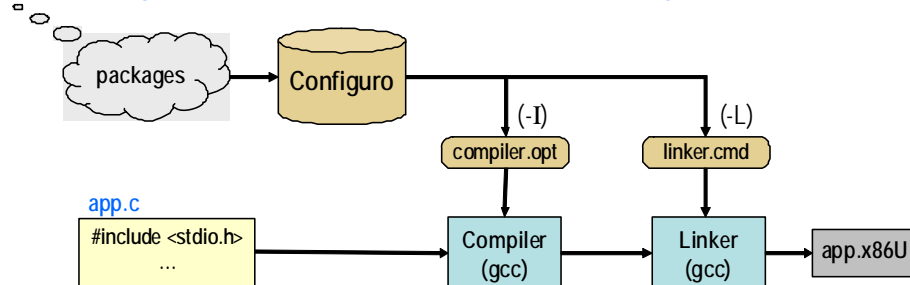 packages
Configuro
(-I)
(-L)
compiler.opt
linker.cmd
app.c
#include <stdio.h>
...
Compiler
(gcc)
Linker
(gcc)
app.x86U